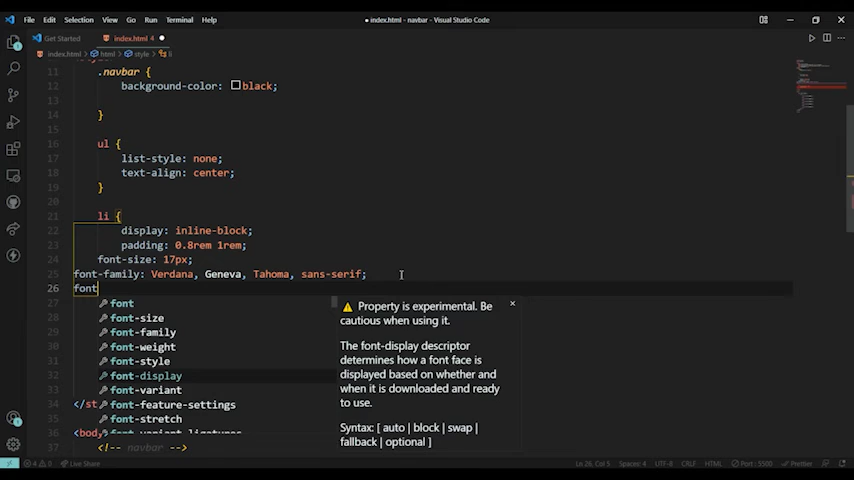 File Edit Selection View Go Run Terminal Help
● index.html - navbar - Visual Studio Code
Get Started
index.html 4 ●
index.html > html > style > li
11 .navbar {
12 background-color: black;
13
14 }
15
16 ul {
17 list-style: none;
18 text-align: center;
19 }
20
21 li {
22 display: inline-block;
23 padding: 0.8rem 1rem;
24 font-size: 17px;
25 font-family: Verdana, Geneva, Tahoma, sans-serif;
26 font
27 font
28 font-size
29 font-family
30 font-weight
31 font-style
32 font-display
33 font-variant
34 </st font-feature-settings
35 font-stretch
36 <body font-variant-ligatures
37 <!-- navbar -->
⚠ Property is experimental. Be
cautious when using it.
The font-display descriptor
determines how a font face is
displayed based on whether and
when it is downloaded and ready
to use.
Syntax: [ auto | block | swap |
fallback | optional ]
4 0 Live Share
Ln 26, Col 5 Spaces: 4 UTF-8 CRLF HTML Port : 5500 Prettier